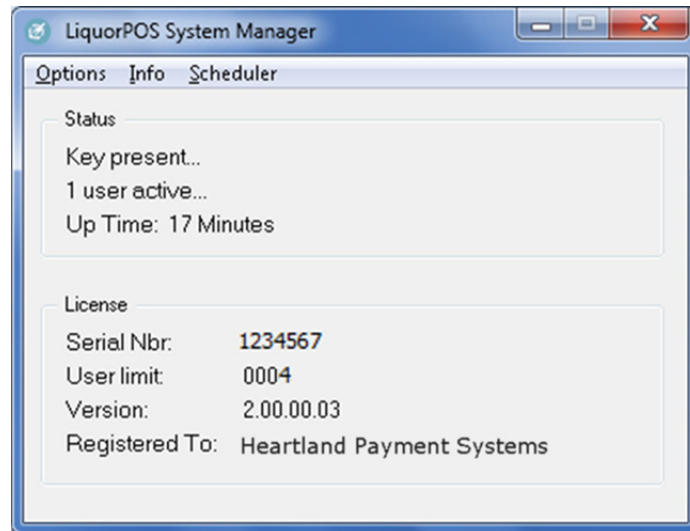 LiquorPOS System Manager
Options Info Scheduler
Status
Key present...
1 user active...
Up Time: 17 Minutes
License
Serial Nbr: 1234567
User limit: 0004
Version: 2.00.00.03
Registered To: Heartland Payment Systems